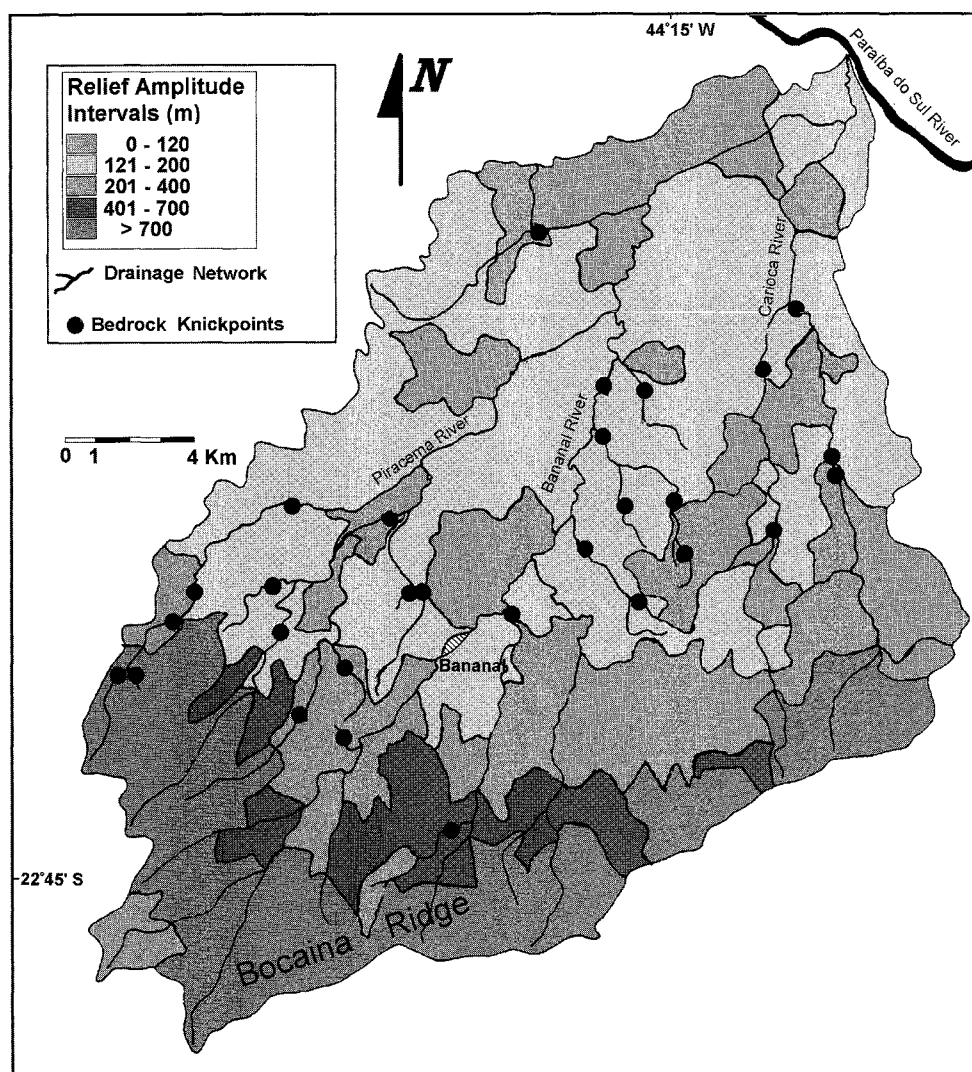 44°15' W
Paraíba do Sul River
Relief Amplitude
Intervals (m)
0 - 120
121 - 200
201 - 400
401 - 700
> 700
Drainage Network
Bedrock Knickpoints
N
Carioca River
0 1 4 Km
Piracema River
Bananal River
Bananal
22°45' S
Bocaina Ridge